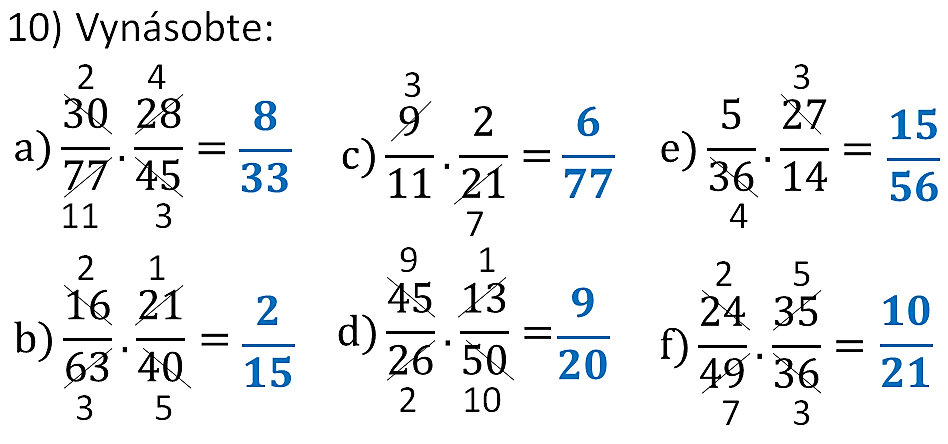 10) Vynásobte:
2 4
a) 30/77 . 28/45 = 8/33
11 3
3
c) 9/11 . 2/21 = 6/77
7
3
e) 5/36 . 27/14 = 15/56
4
2 1
b) 16/63 . 21/40 = 2/15
3 5
9 1
d) 45/26 . 13/50 = 9/20
2 10
2 5
f) 24/49 . 35/36 = 10/21
7 3